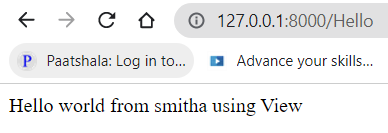 127.0.0.1:8000/Hello
Paatshala: Log in to... Advance your skills...
Hello world from smitha using View